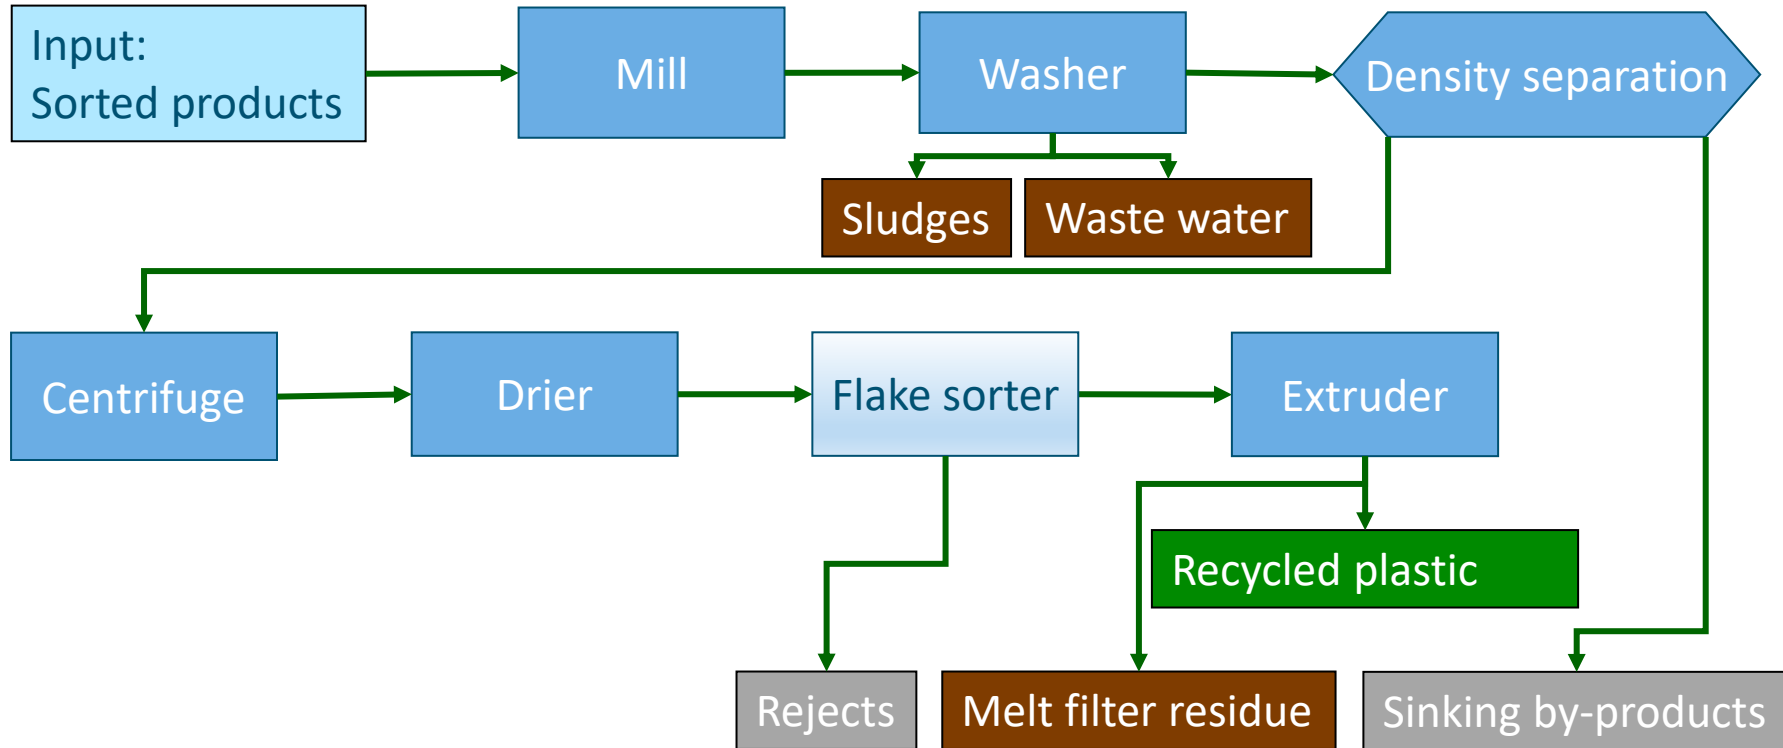 Input:
Sorted products
Mill
Washer
Density separation
Sludges
Waste water
Centrifuge
Drier
Flake sorter
Extruder
Recycled plastic
Rejects
Melt filter residue
Sinking by-products